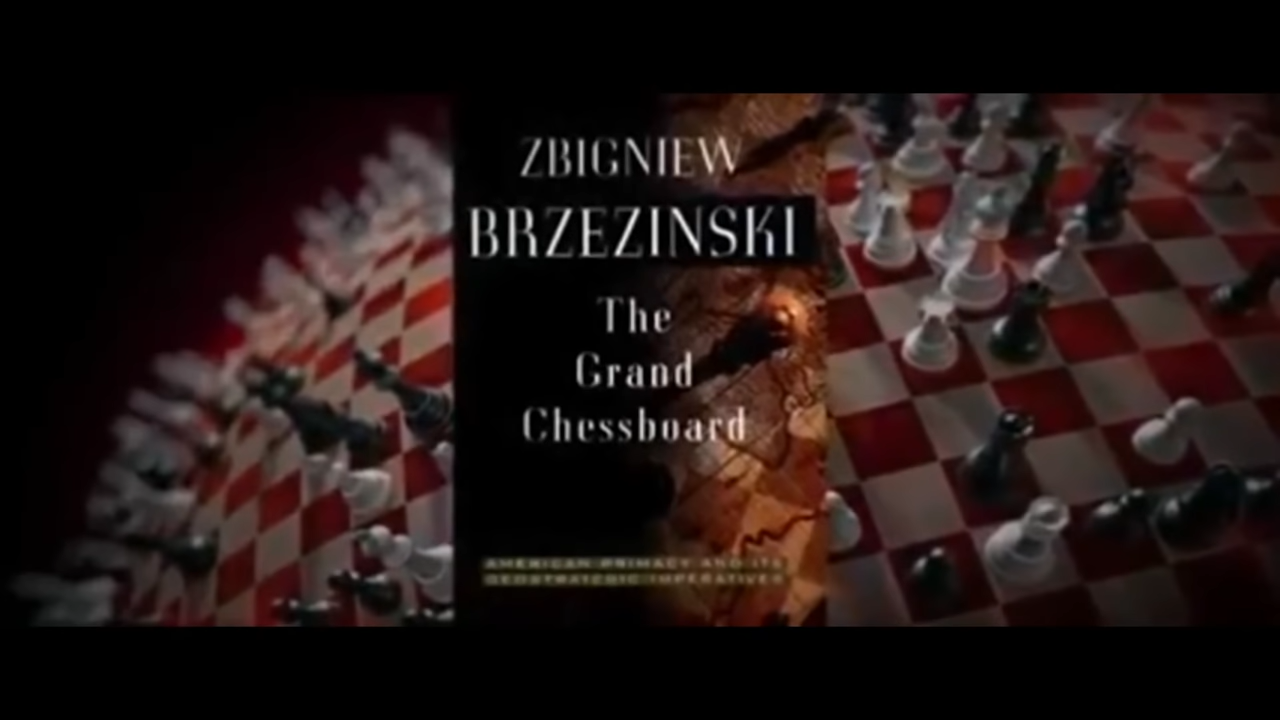 ZBIGNIEW
BRZEZINSKI
The
Grand
Chessboard
AMERICAN PRIMACY AND ITS
GEOSTRATEGIC IMPERATIVES